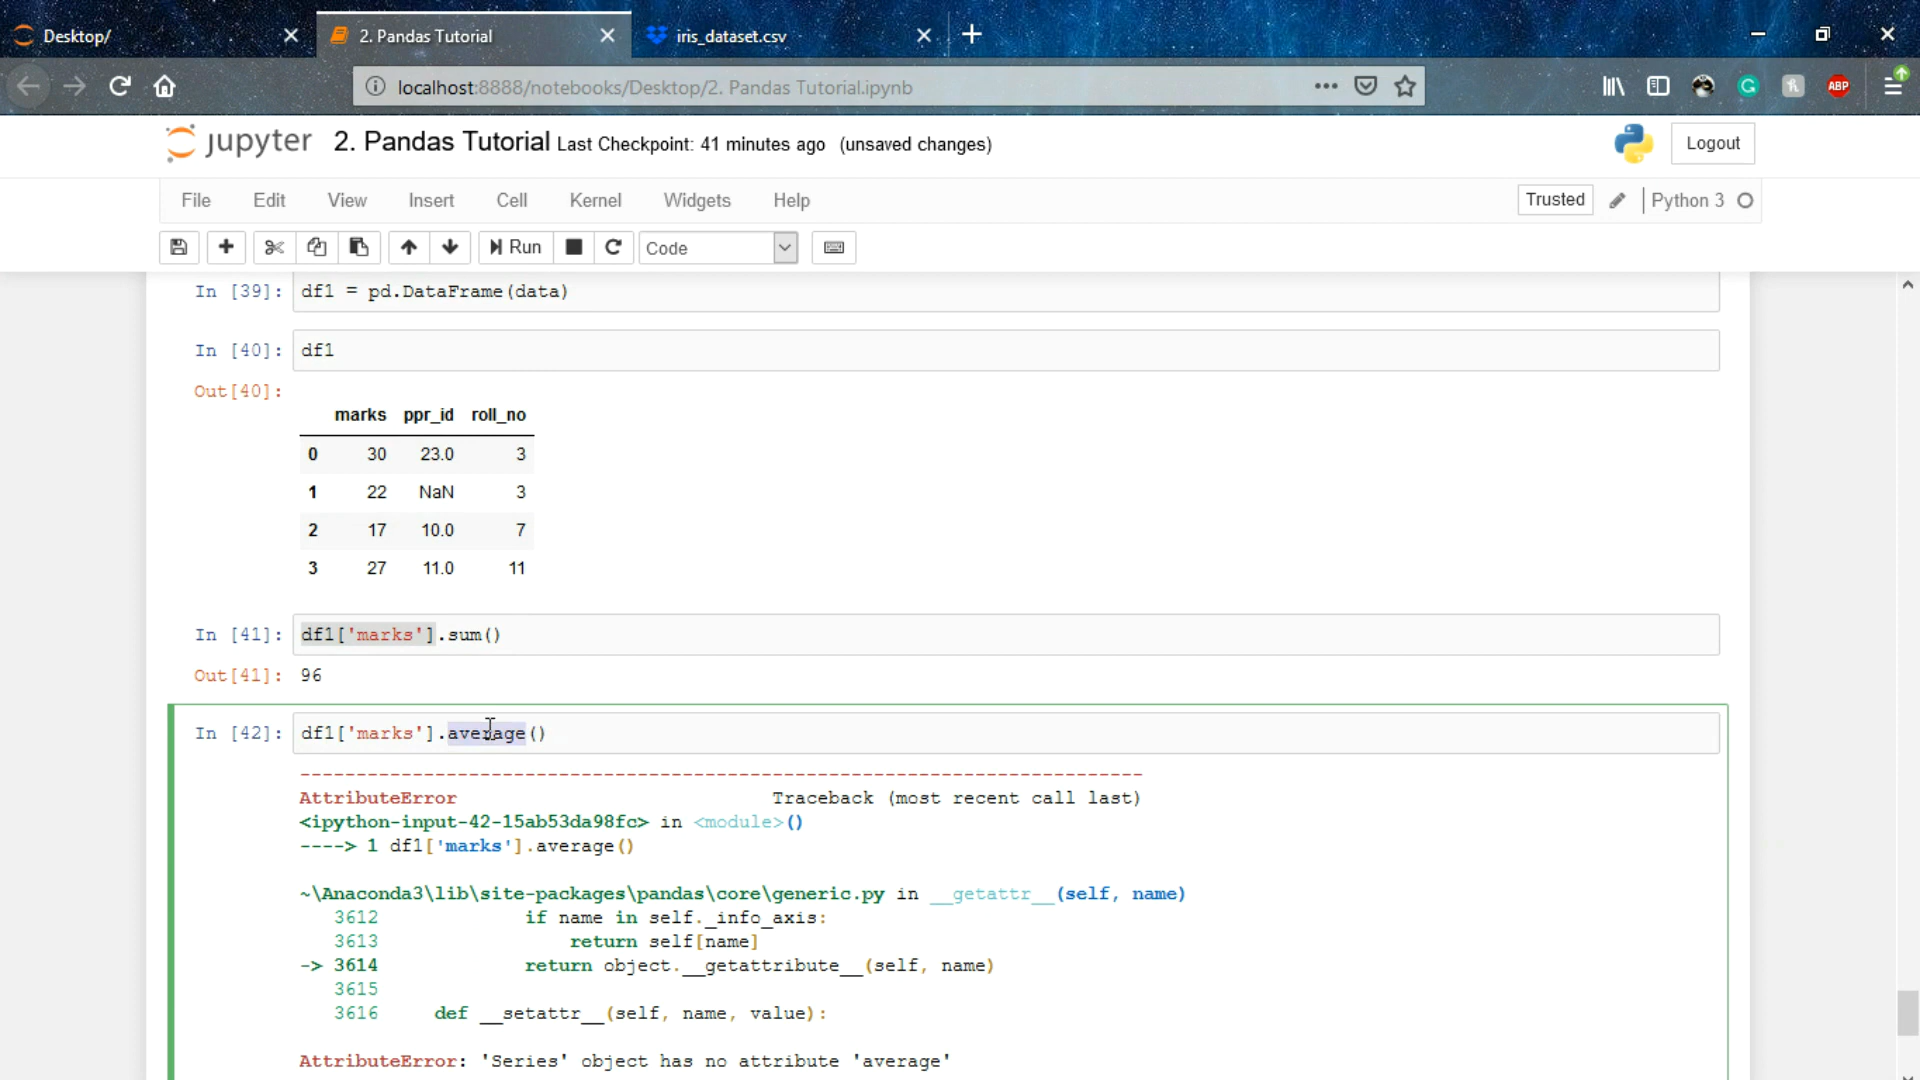 Desktop/
2. Pandas Tutorial
iris_dataset.csv
localhost:8888/notebooks/Desktop/2. Pandas Tutorial.ipynb
ABP
jupyter 2. Pandas Tutorial Last Checkpoint: 41 minutes ago (unsaved changes)
Logout
File Edit View Insert Cell Kernel Widgets Help
Trusted Python 3
Run
Code
In [39]: df1 = pd.DataFrame(data)
In [40]: df1
Out[40]:
marks ppr_id roll_no
0 30 23.0 3
1 22 NaN 3
2 17 10.0 7
3 27 11.0 11
In [41]: df1['marks'].sum()
Out[41]: 96
In [42]: df1['marks'].average()
---------------------------------------------------------------------------
AttributeError Traceback (most recent call last)
<ipython-input-42-15ab53da98fc> in <module>()
----> 1 df1['marks'].average()
~\Anaconda3\lib\site-packages\pandas\core\generic.py in __getattr__(self, name)
3612 if name in self._info_axis:
3613 return self[name]
-> 3614 return object.__getattribute__(self, name)
3615
3616 def __setattr__(self, name, value):
AttributeError: 'Series' object has no attribute 'average'